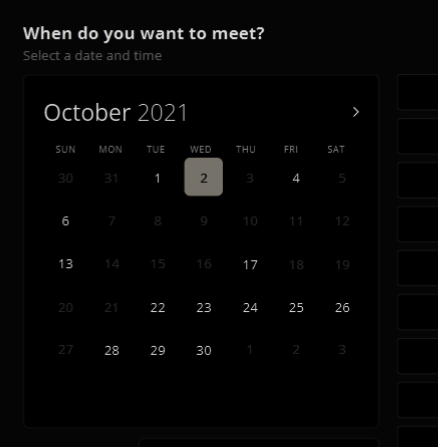 When do you want to meet?
Select a date and time
October 2021 >
SUN MON TUE WED THU FRI SAT
30 31 1 2 3 4 5
6 7 8 9 10 11 12
13 14 15 16 17 18 19
20 21 22 23 24 25 26
27 28 29 30 1 2 3